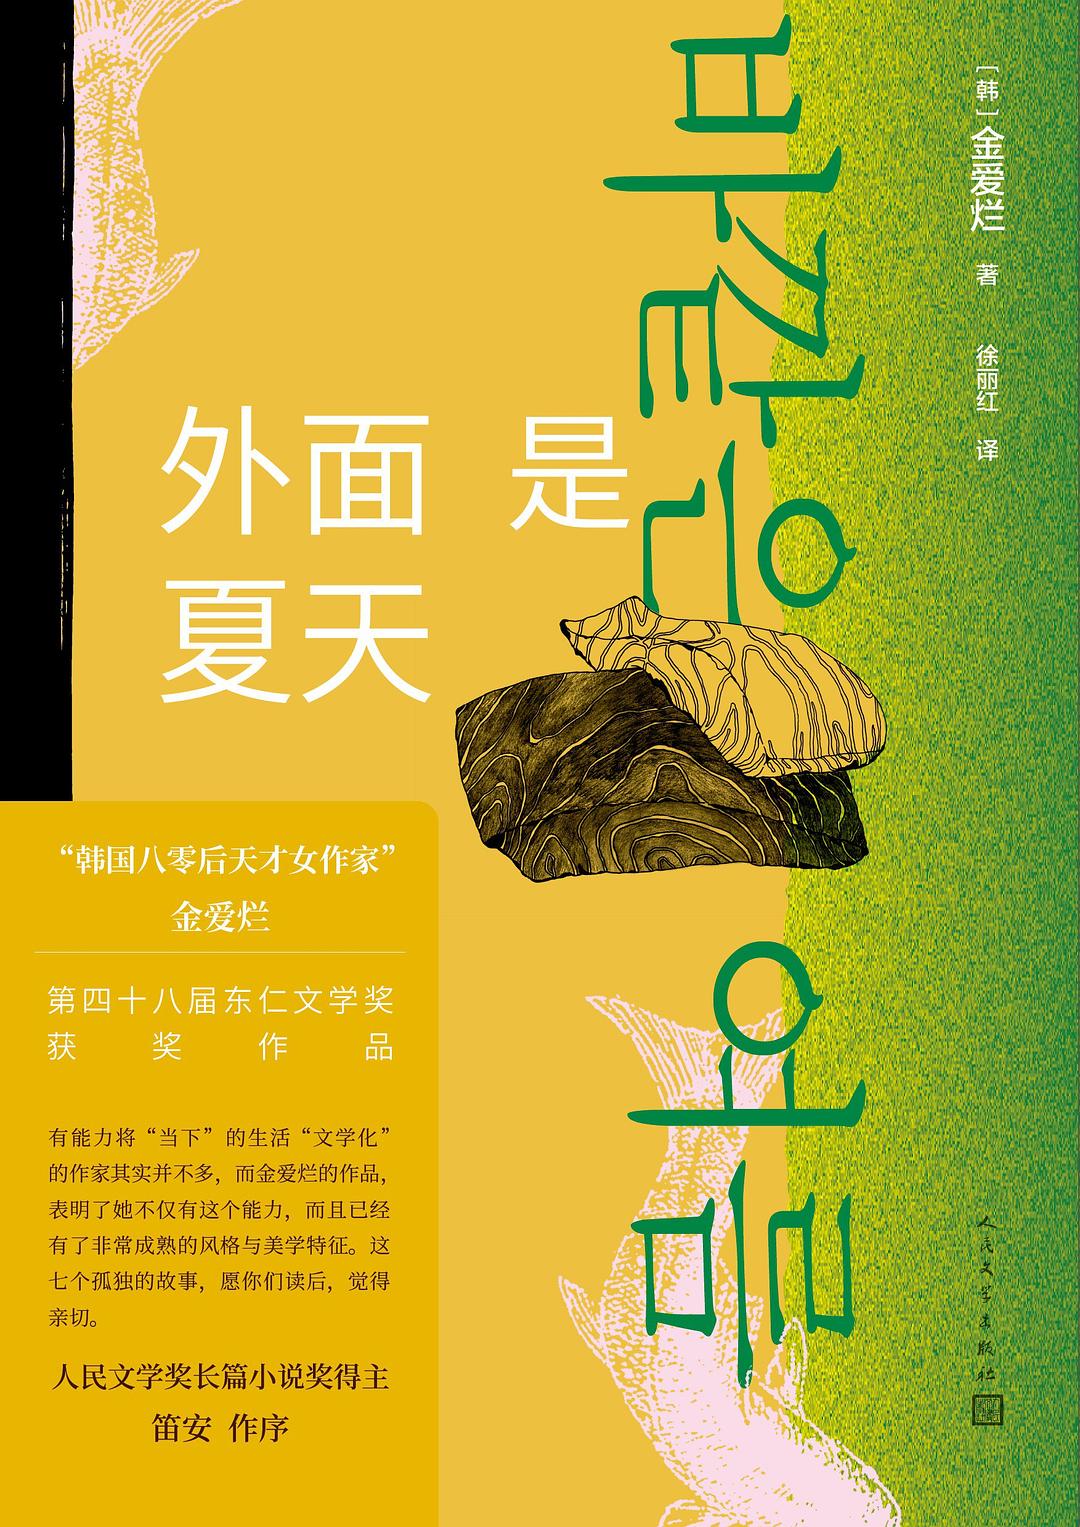 바깥은 여름
［韩］金爱烂 著 徐丽红 译
外面 是
夏天
“韩国八零后天才女作家”
金爱烂
第四十八届东仁文学奖
获奖作品
有能力将“当下”的生活“文学化”
的作家其实并不多，而金爱烂的作品，
表明了她不仅有这个能力，而且已经
有了非常成熟的风格与美学特征。这
七个孤独的故事，愿你们读后，觉得
亲切。
人民文学奖长篇小说奖得主
笛安 作序
人民文学出版社